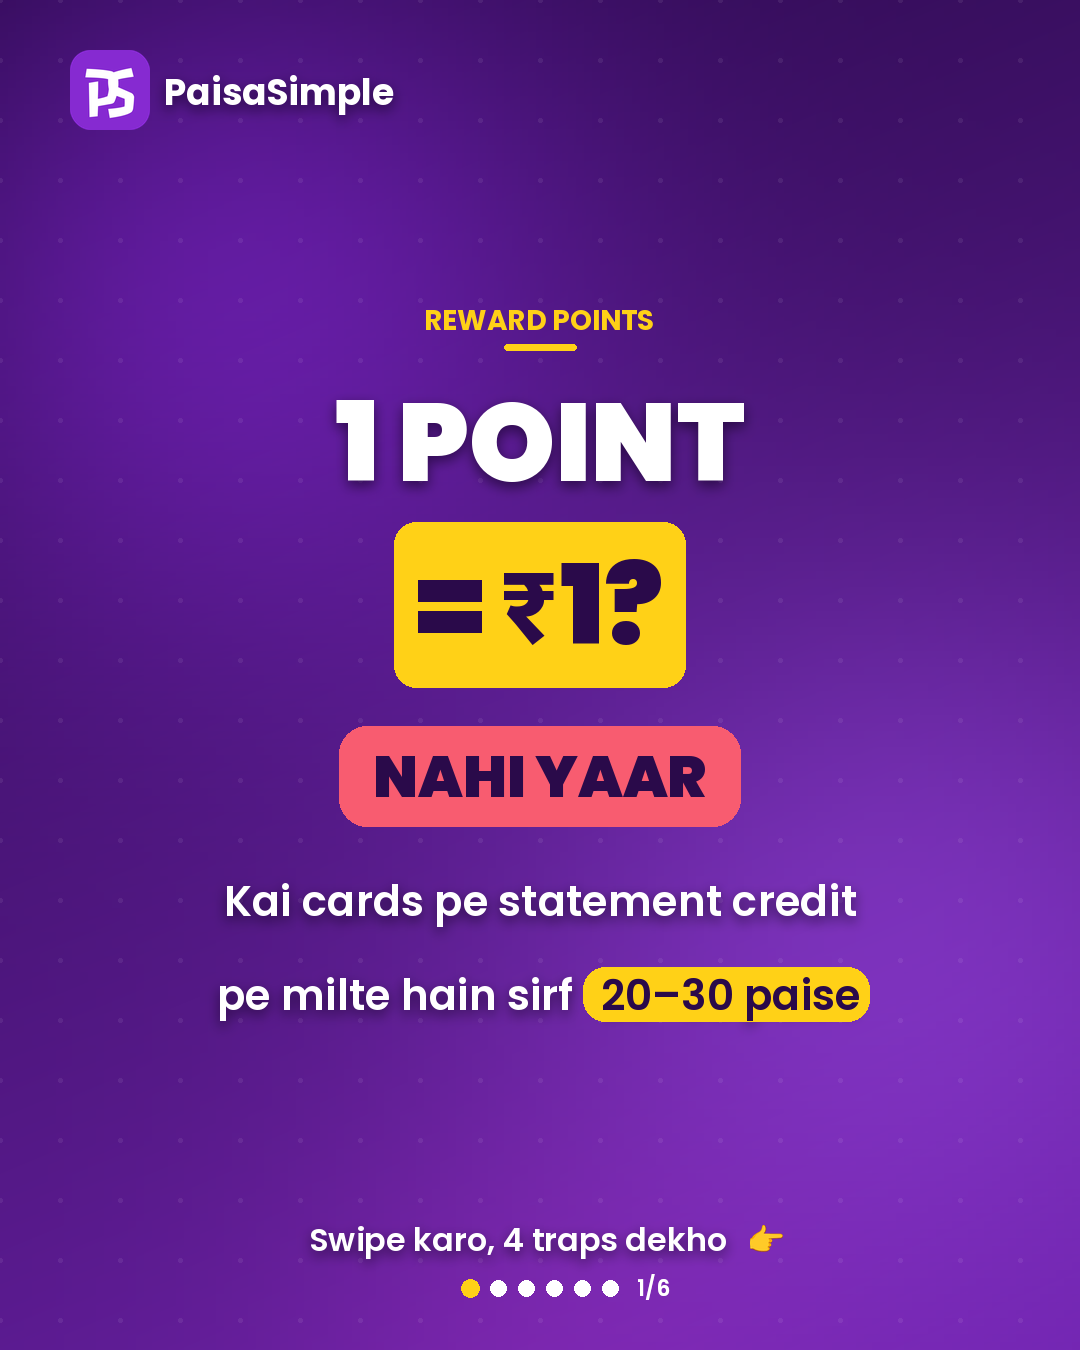 PaisaSimple
REWARD POINTS
1 POINT
= ₹1?
NAHI YAAR
Kai cards pe statement credit
pe milte hain sirf 20–30 paise
Swipe karo, 4 traps dekho 👉
1/6